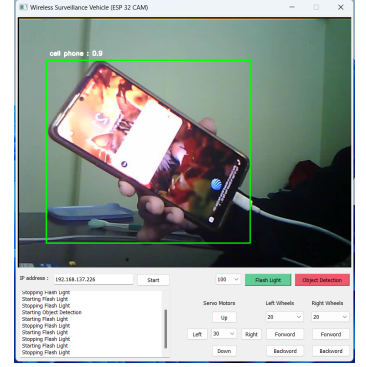 Wireless Surveillance Vehicle (ESP 32 CAM)
cell phone : 0.9
IP address : 192.168.137.226 Start 100 Flash Light Object Detection
Stopping Flash Light
Starting Flash Light
Stopping Flash Light
Starting Object Detection
Starting Flash Light
Stopping Flash Light
Stopping Flash Light
Starting Flash Light
Stopping Flash Light
Servo Motors Left Wheels Right Wheels
Up 20 20
Left 30 Right Forword Forword
Down Backword Backword